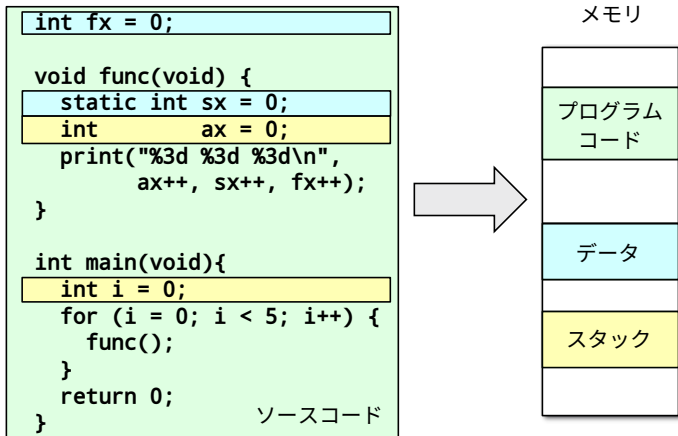 int fx = 0;
void func(void) {
static int sx = 0;
int ax = 0;
print("%3d %3d %3d\n",
ax++, sx++, fx++);
}
int main(void){
int i = 0;
for (i = 0; i < 5; i++) {
func();
}
return 0;
}
ソースコード
メモリ
プログラム
コード
データ
スタック